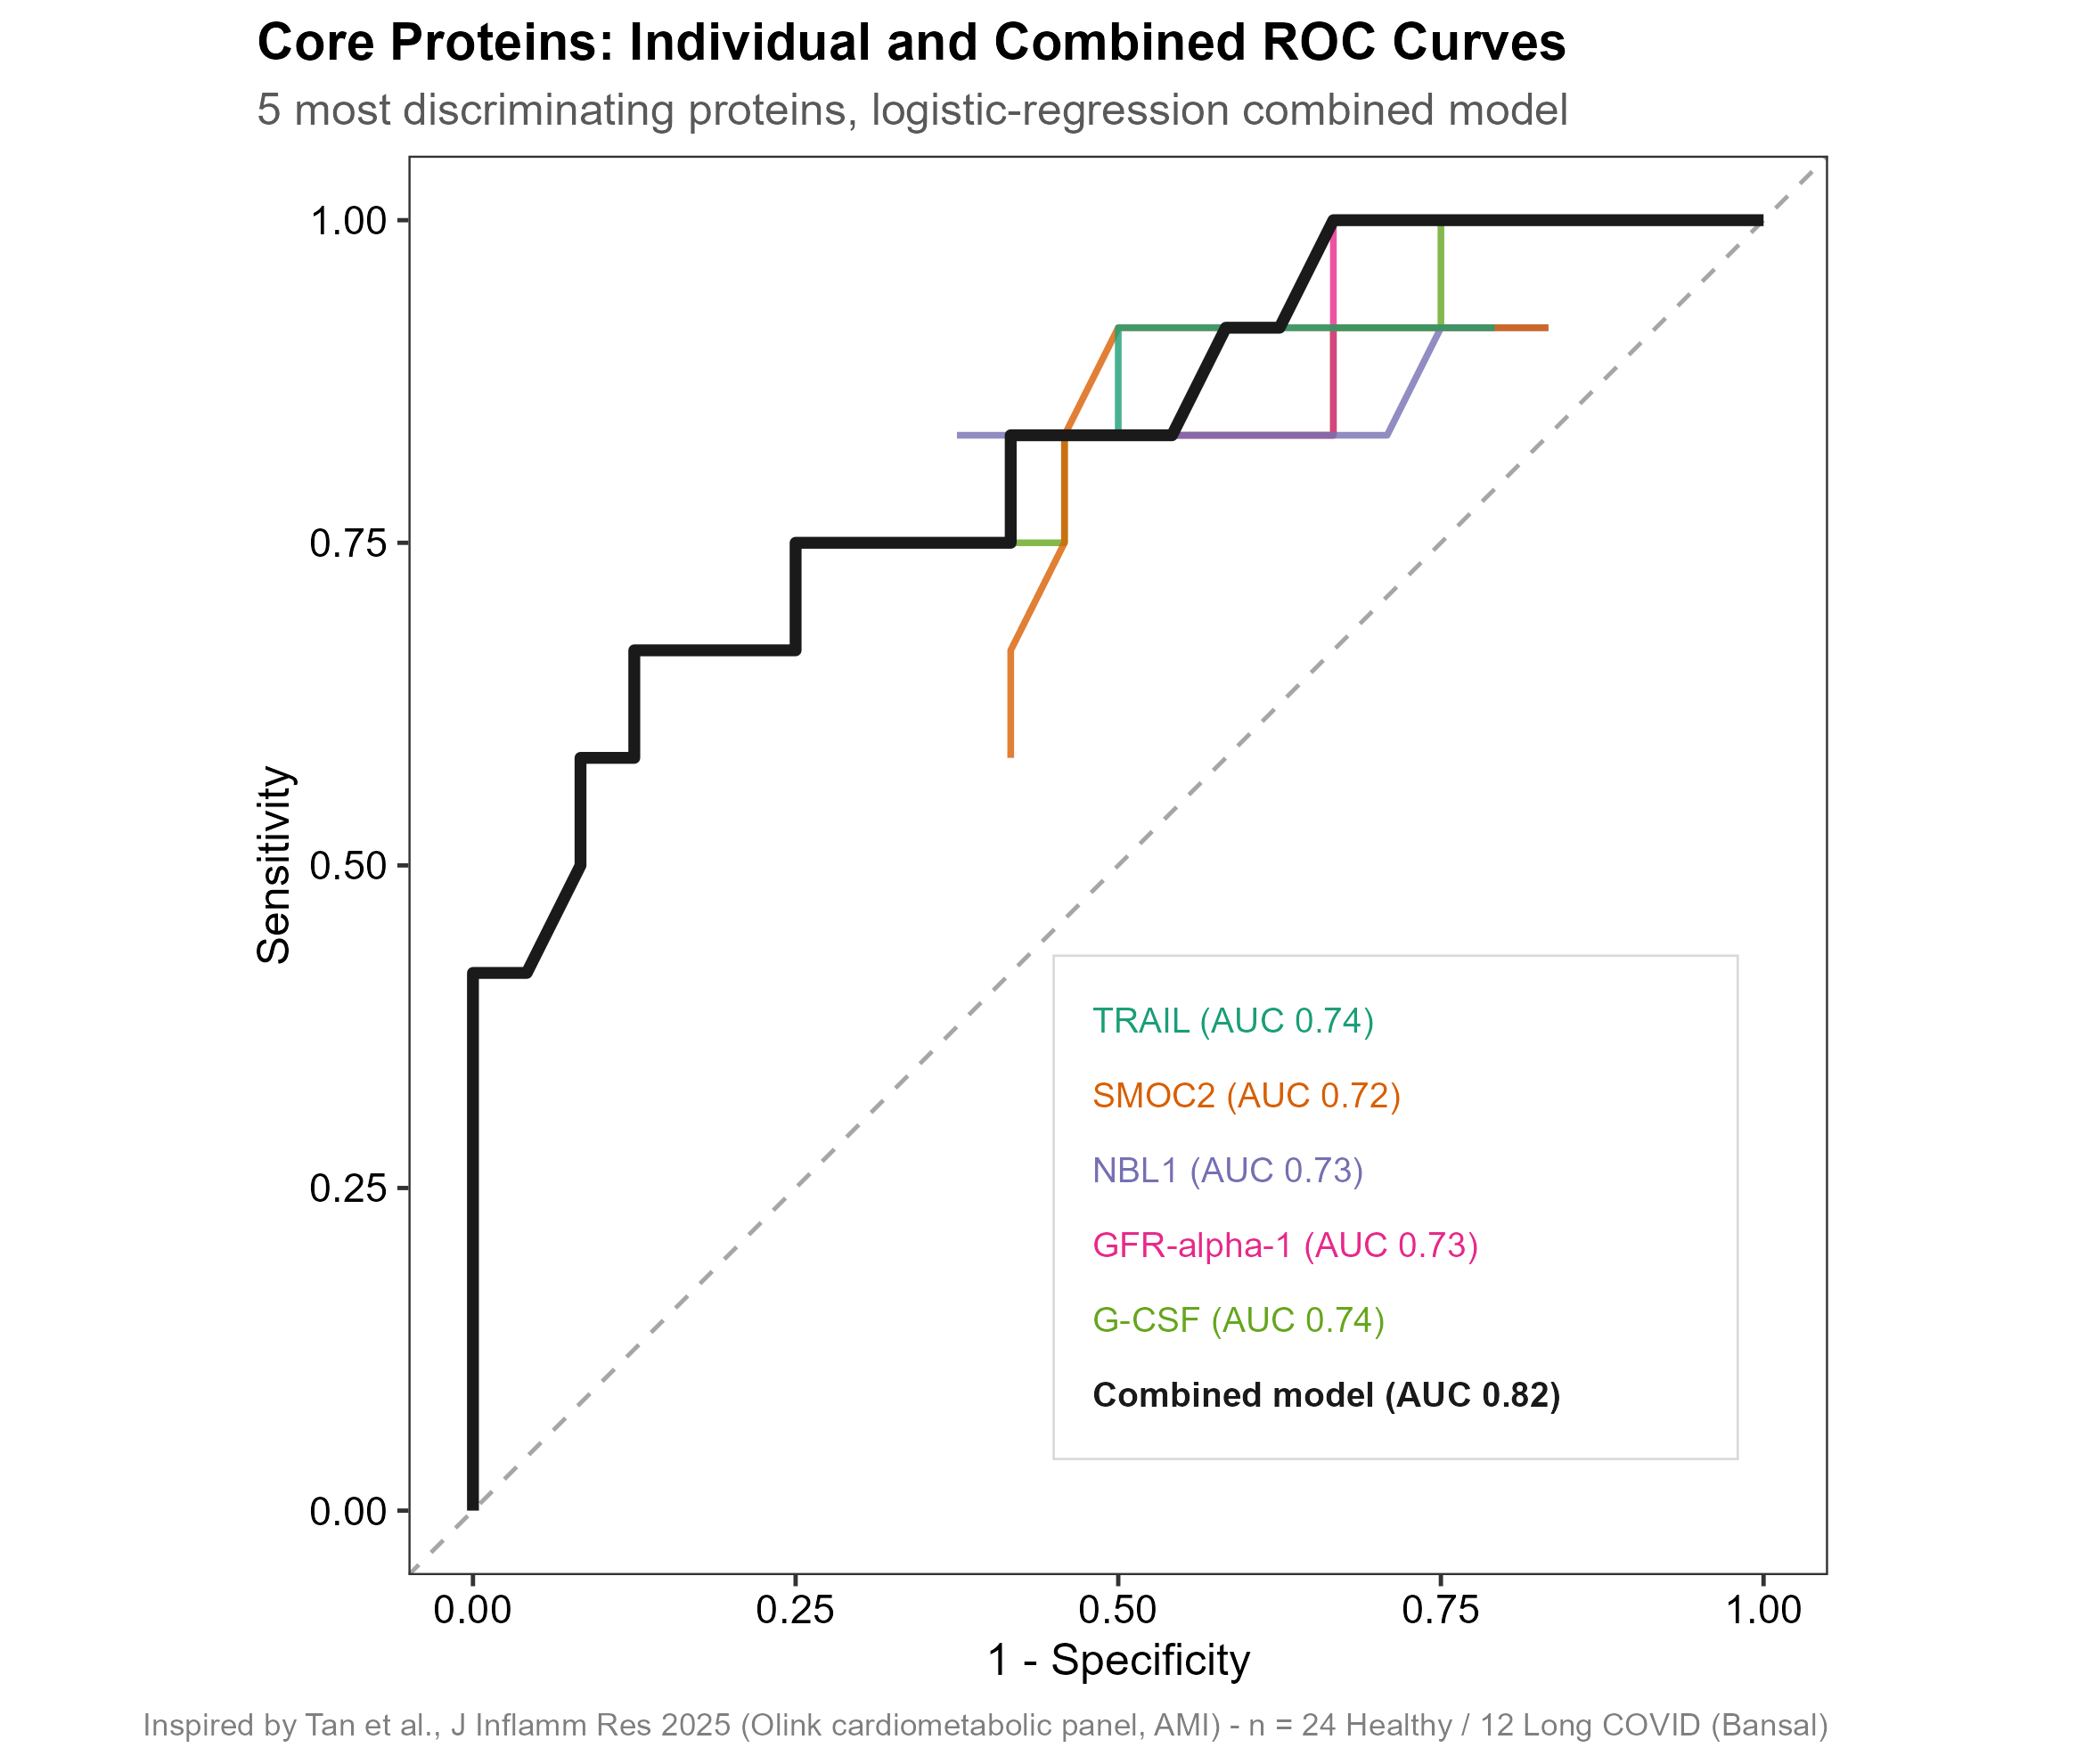 Core Proteins: Individual and Combined ROC Curves
5 most discriminating proteins, logistic-regression combined model
Sensitivity
1.00
0.75
0.50
0.25
0.00
TRAIL (AUC 0.74)
SMOC2 (AUC 0.72)
NBL1 (AUC 0.73)
GFR-alpha-1 (AUC 0.73)
G-CSF (AUC 0.74)
Combined model (AUC 0.82)
0.00 0.25 0.50 0.75 1.00
1 - Specificity
Inspired by Tan et al., J Inflamm Res 2025 (Olink cardiometabolic panel, AMI) - n = 24 Healthy / 12 Long COVID (Bansal)